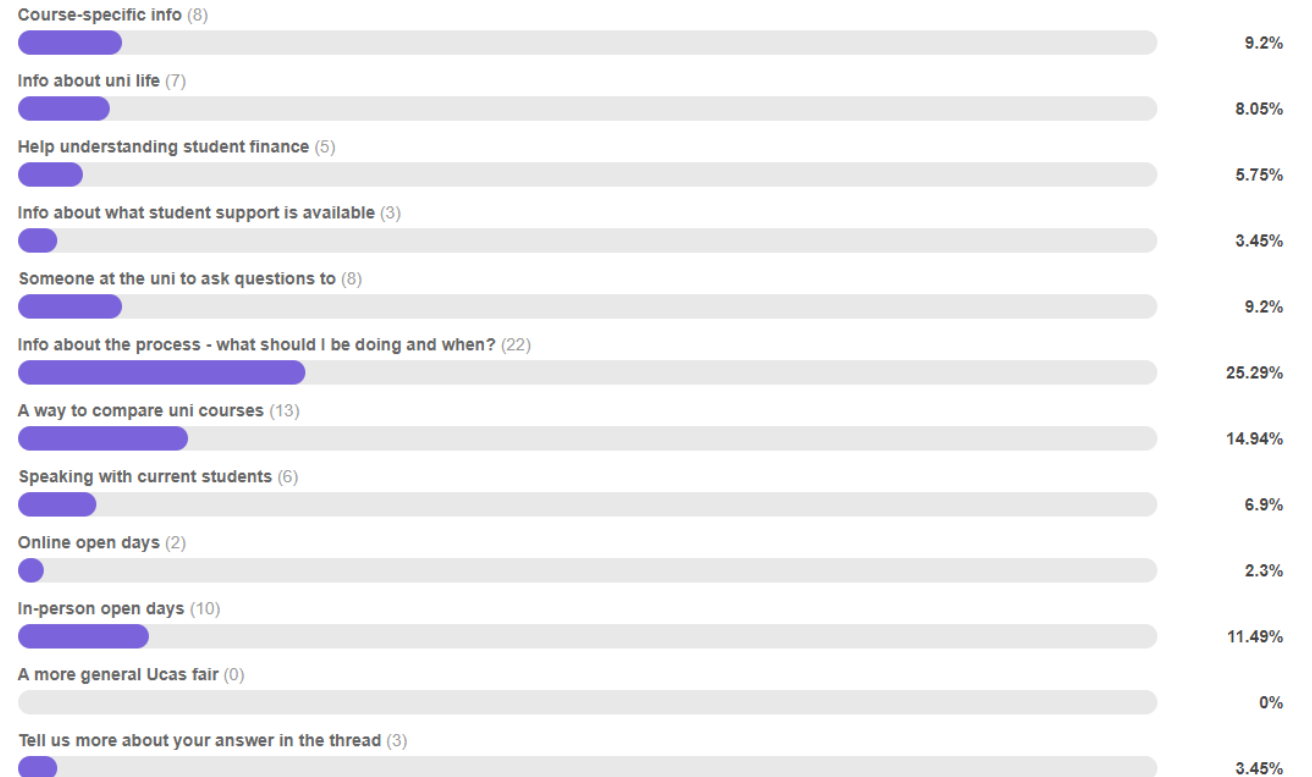 Course-specific info (8)
9.2%
Info about uni life (7)
8.05%
Help understanding student finance (5)
5.75%
Info about what student support is available (3)
3.45%
Someone at the uni to ask questions to (8)
9.2%
Info about the process - what should I be doing and when? (22)
25.29%
A way to compare uni courses (13)
14.94%
Speaking with current students (6)
6.9%
Online open days (2)
2.3%
In-person open days (10)
11.49%
A more general Ucas fair (0)
0%
Tell us more about your answer in the thread (3)
3.45%